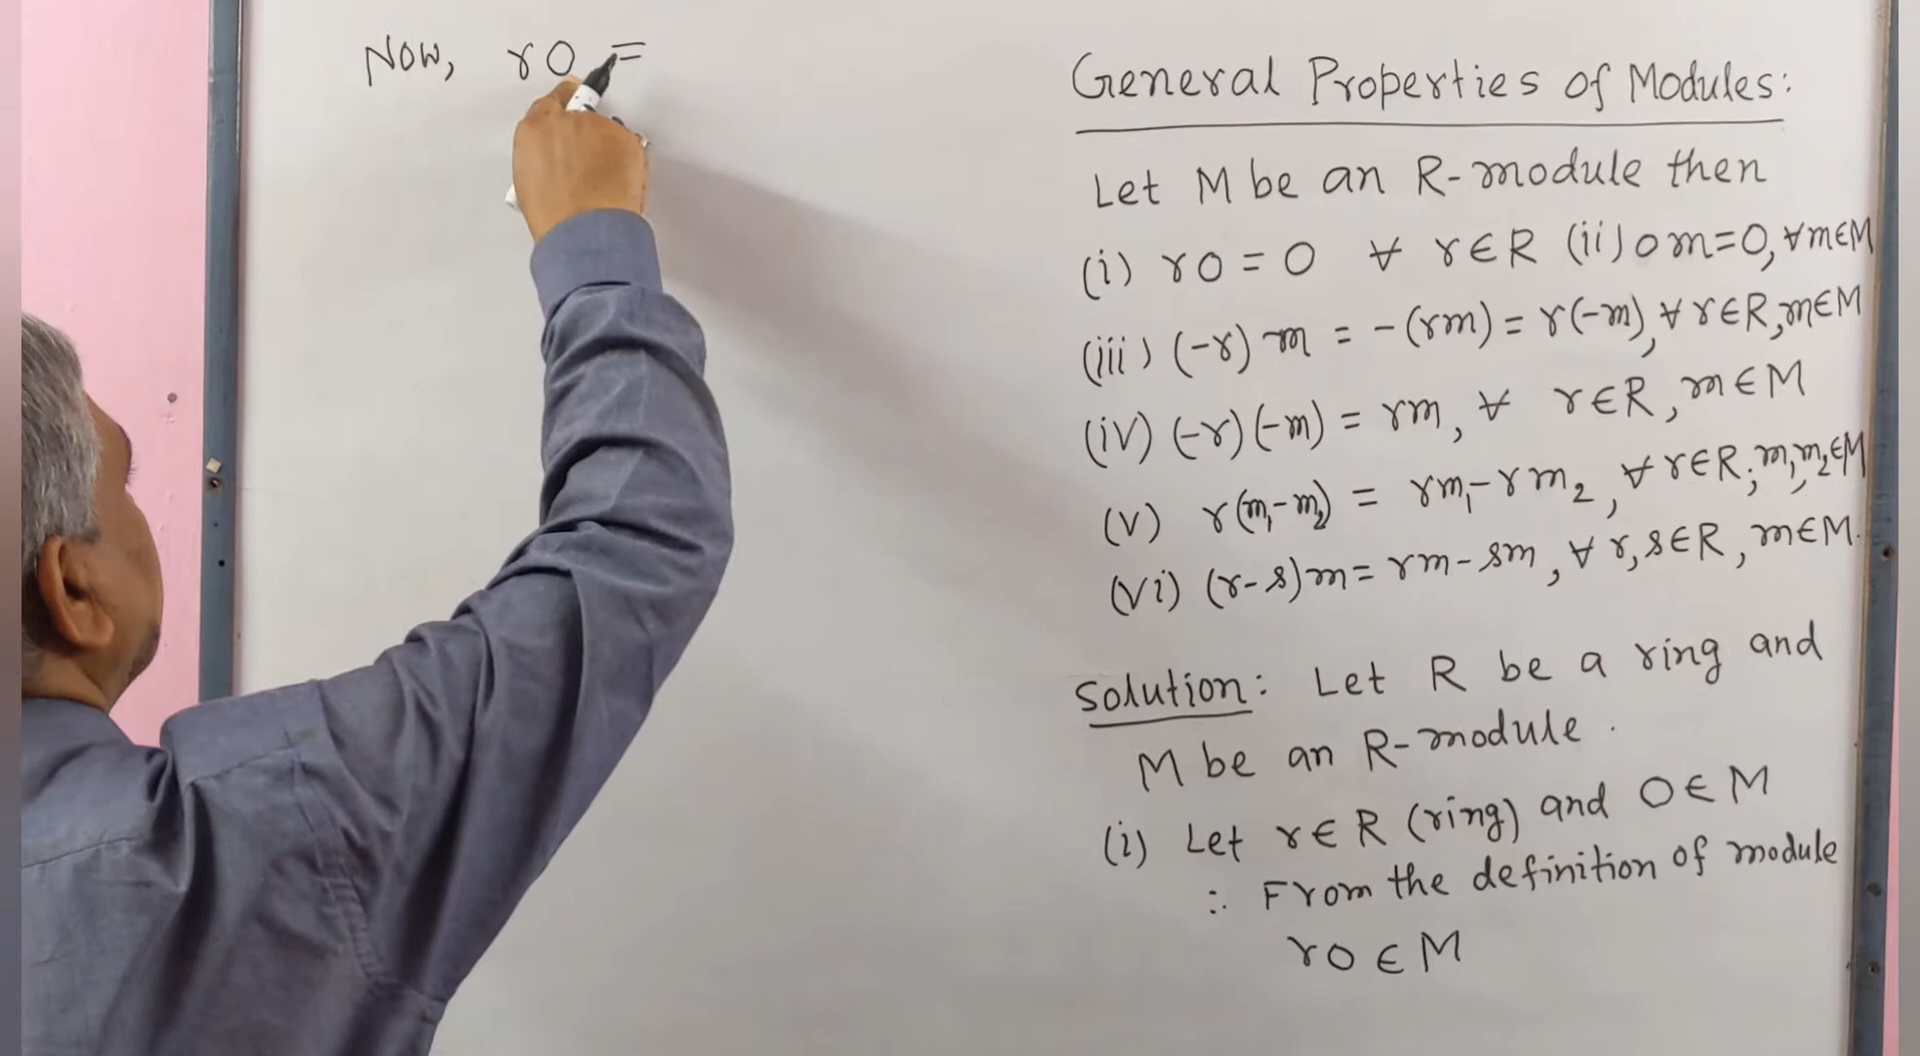 Now, r0 =
General Properties of Modules:
Let M be an R-module then
(i) r0 = 0 ∀ r∈R (ii) 0m=0, ∀m∈M
(iii) (-r)m = -(rm) = r(-m), ∀ r∈R, m∈M
(iv) (-r)(-m) = rm, ∀ r∈R, m∈M
(v) r(m₁-m₂) = rm₁-rm₂, ∀ r∈R; m₁, m₂∈M
(vi) (r-s)m = rm-sm, ∀ r, s∈R, m∈M.
Solution: Let R be a ring and
M be an R-module.
(i) Let r∈R (ring) and 0∈M
∴ From the definition of module
r0∈M